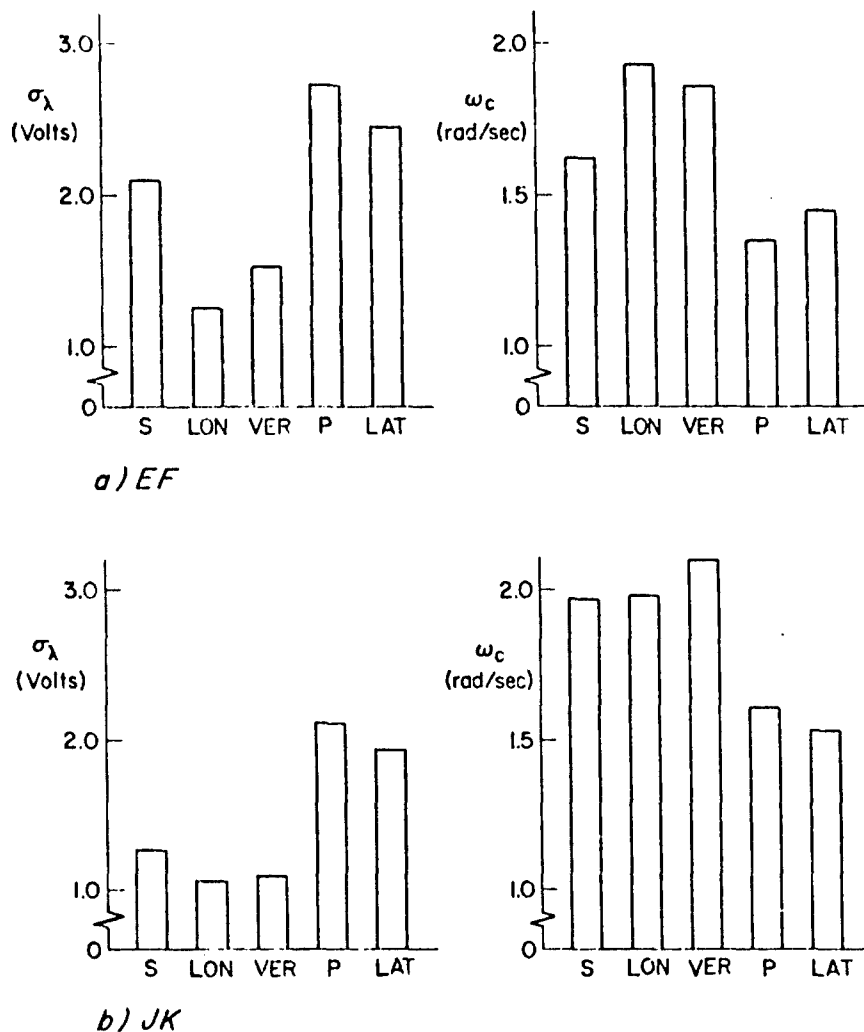 3.0
σλ
(Volts)
2.0
1.0
0
S LON VER P LAT
2.0
ωc
(rad/sec)
1.5
1.0
0
S LON VER P LAT
a) EF
3.0
σλ
(Volts)
2.0
1.0
0
S LON VER P LAT
2.0
ωc
(rad/sec)
1.5
1.0
0
S LON VER P LAT
b) JK